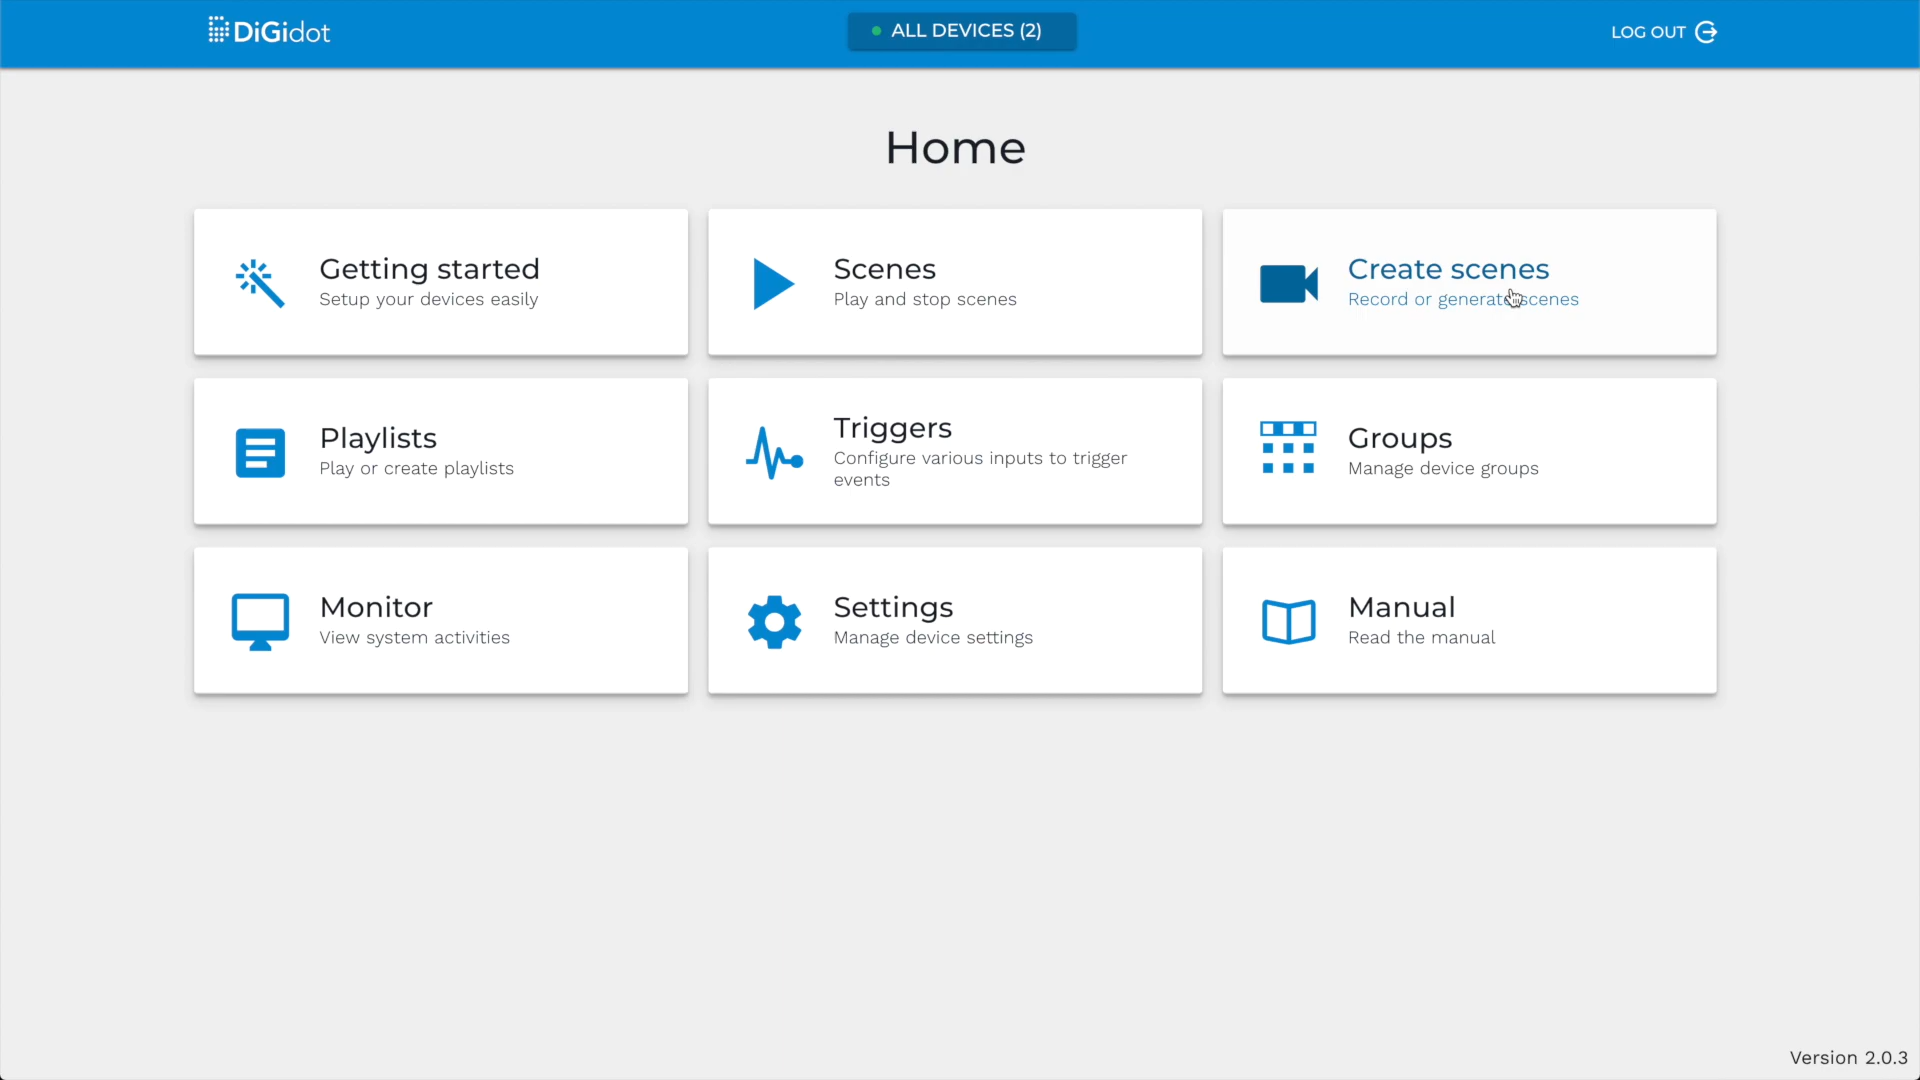 DiGidot
ALL DEVICES (2)
LOG OUT
Home
Getting started
Setup your devices easily
Scenes
Play and stop scenes
Create scenes
Record or generate scenes
Playlists
Play or create playlists
Triggers
Configure various inputs to trigger
events
Groups
Manage device groups
Monitor
View system activities
Settings
Manage device settings
Manual
Read the manual
Version 2.0.3